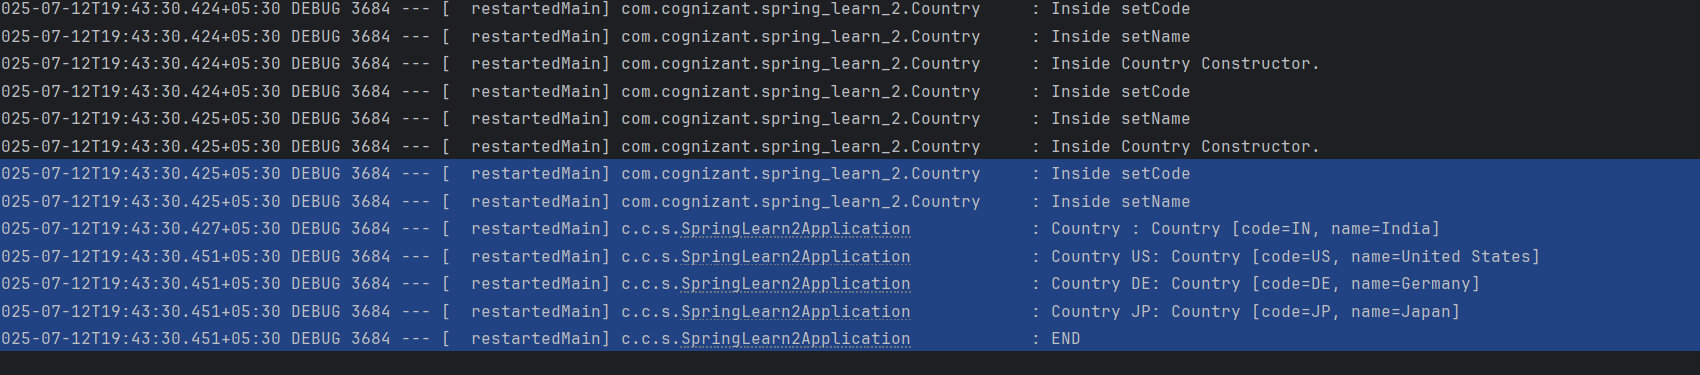 025-07-12T19:43:30.424+05:30 DEBUG 3684 --- [  restartedMain] com.cognizant.spring_learn_2.Country     : Inside setCode
025-07-12T19:43:30.424+05:30 DEBUG 3684 --- [  restartedMain] com.cognizant.spring_learn_2.Country     : Inside setName
025-07-12T19:43:30.424+05:30 DEBUG 3684 --- [  restartedMain] com.cognizant.spring_learn_2.Country     : Inside Country Constructor.
025-07-12T19:43:30.424+05:30 DEBUG 3684 --- [  restartedMain] com.cognizant.spring_learn_2.Country     : Inside setCode
025-07-12T19:43:30.425+05:30 DEBUG 3684 --- [  restartedMain] com.cognizant.spring_learn_2.Country     : Inside setName
025-07-12T19:43:30.425+05:30 DEBUG 3684 --- [  restartedMain] com.cognizant.spring_learn_2.Country     : Inside Country Constructor.
025-07-12T19:43:30.425+05:30 DEBUG 3684 --- [  restartedMain] com.cognizant.spring_learn_2.Country     : Inside setCode
025-07-12T19:43:30.425+05:30 DEBUG 3684 --- [  restartedMain] com.cognizant.spring_learn_2.Country     : Inside setName
025-07-12T19:43:30.427+05:30 DEBUG 3684 --- [  restartedMain] c.c.s.SpringLearn2Application            : Country : Country [code=IN, name=India]
025-07-12T19:43:30.451+05:30 DEBUG 3684 --- [  restartedMain] c.c.s.SpringLearn2Application            : Country US: Country [code=US, name=United States]
025-07-12T19:43:30.451+05:30 DEBUG 3684 --- [  restartedMain] c.c.s.SpringLearn2Application            : Country DE: Country [code=DE, name=Germany]
025-07-12T19:43:30.451+05:30 DEBUG 3684 --- [  restartedMain] c.c.s.SpringLearn2Application            : Country JP: Country [code=JP, name=Japan]
025-07-12T19:43:30.451+05:30 DEBUG 3684 --- [  restartedMain] c.c.s.SpringLearn2Application            : END